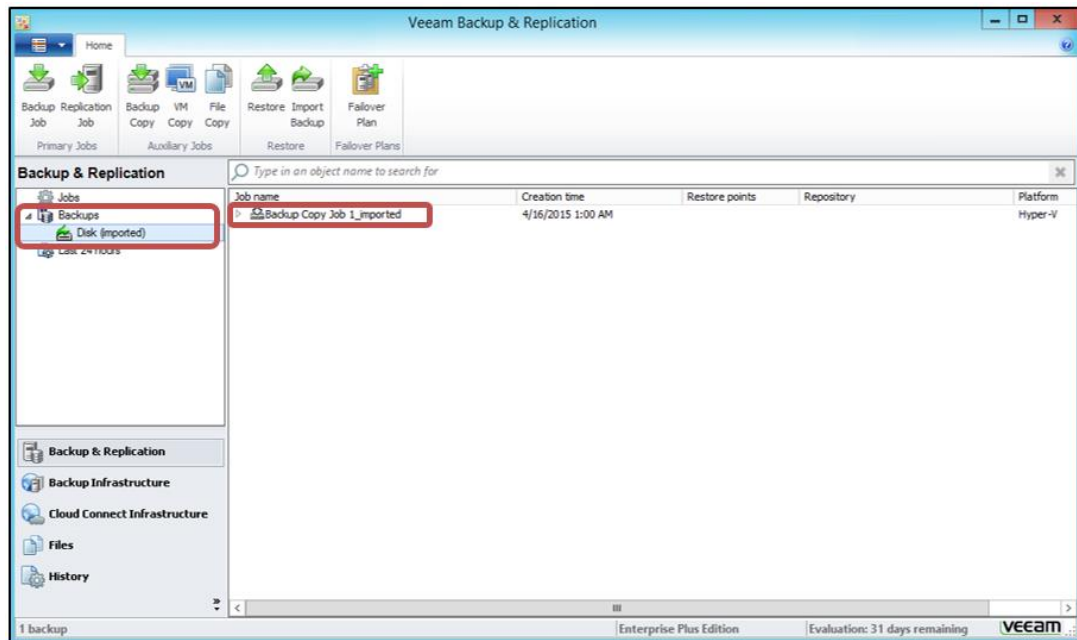 Veeam Backup & Replication
Home
Backup Job
Replication Job
Backup Copy
VM Copy
File Copy
Restore
Import Backup
Failover Plan
Primary Jobs
Auxiliary Jobs
Restore
Failover Plans
Backup & Replication
Type in an object name to search for
Jobs
Backups
Disk (imported)
Last 24 hours
Job name Creation time Restore points Repository Platform
Backup Copy Job 1_imported 4/16/2015 1:00 AM Hyper-V
Backup & Replication
Backup Infrastructure
Cloud Connect Infrastructure
Files
History
1 backup
Enterprise Plus Edition
Evaluation: 31 days remaining
veeam